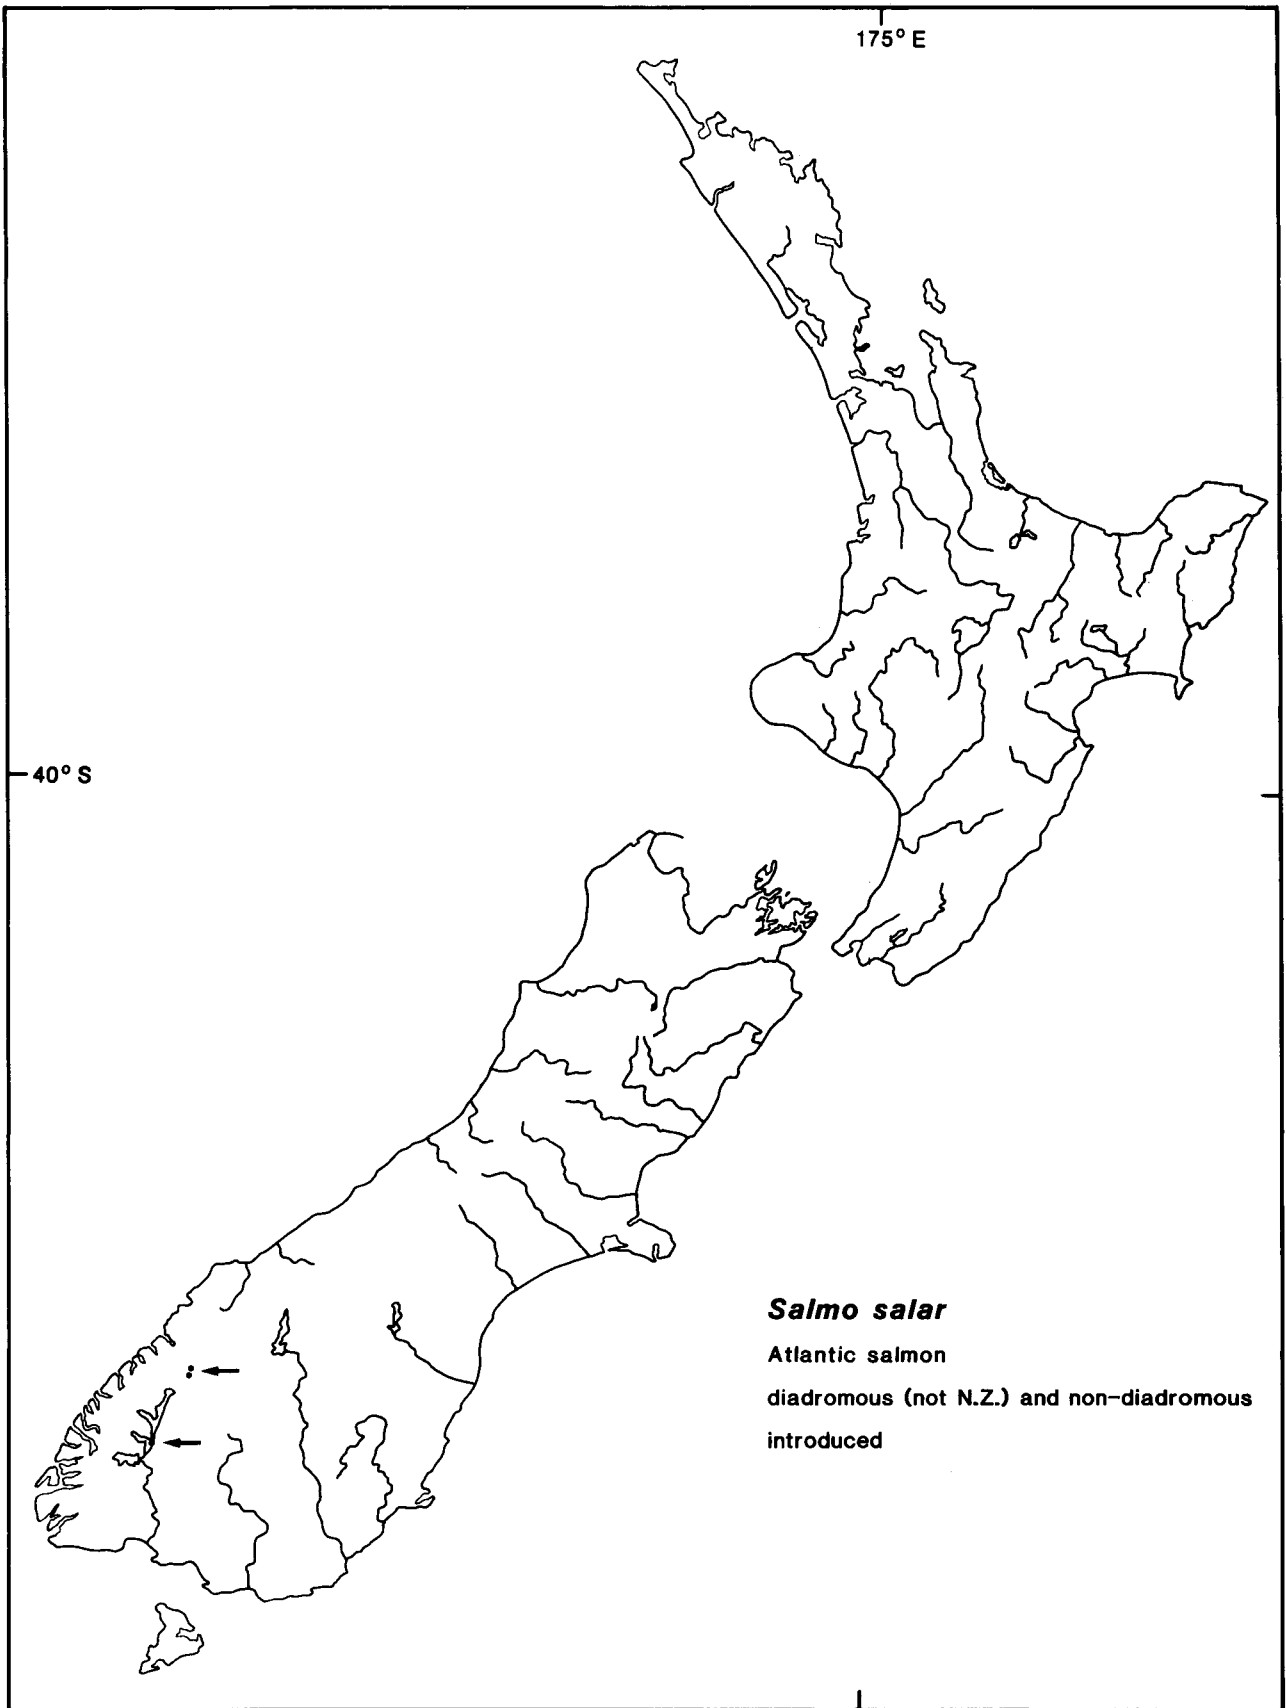 175° E
40° S
Salmo salar
Atlantic salmon
diadromous (not N.Z.) and non-diadromous
introduced